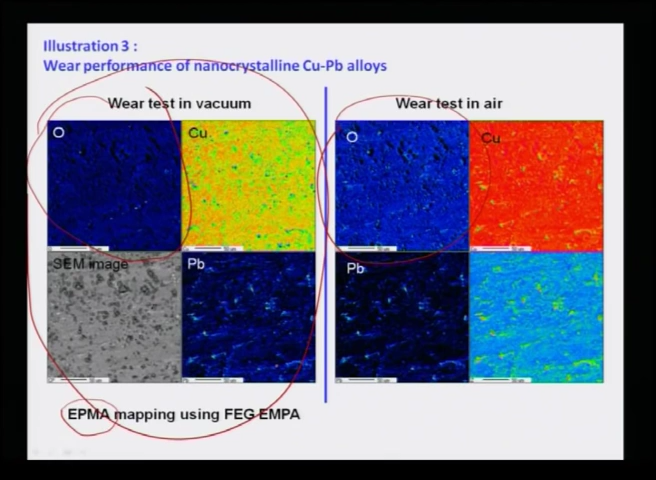 Illustration 3 :
Wear performance of nanocrystalline Cu-Pb alloys
Wear test in vacuum
Wear test in air
O
Cu
O
Cu
SEM image
Pb
Pb
EPMA mapping using FEG EMPA